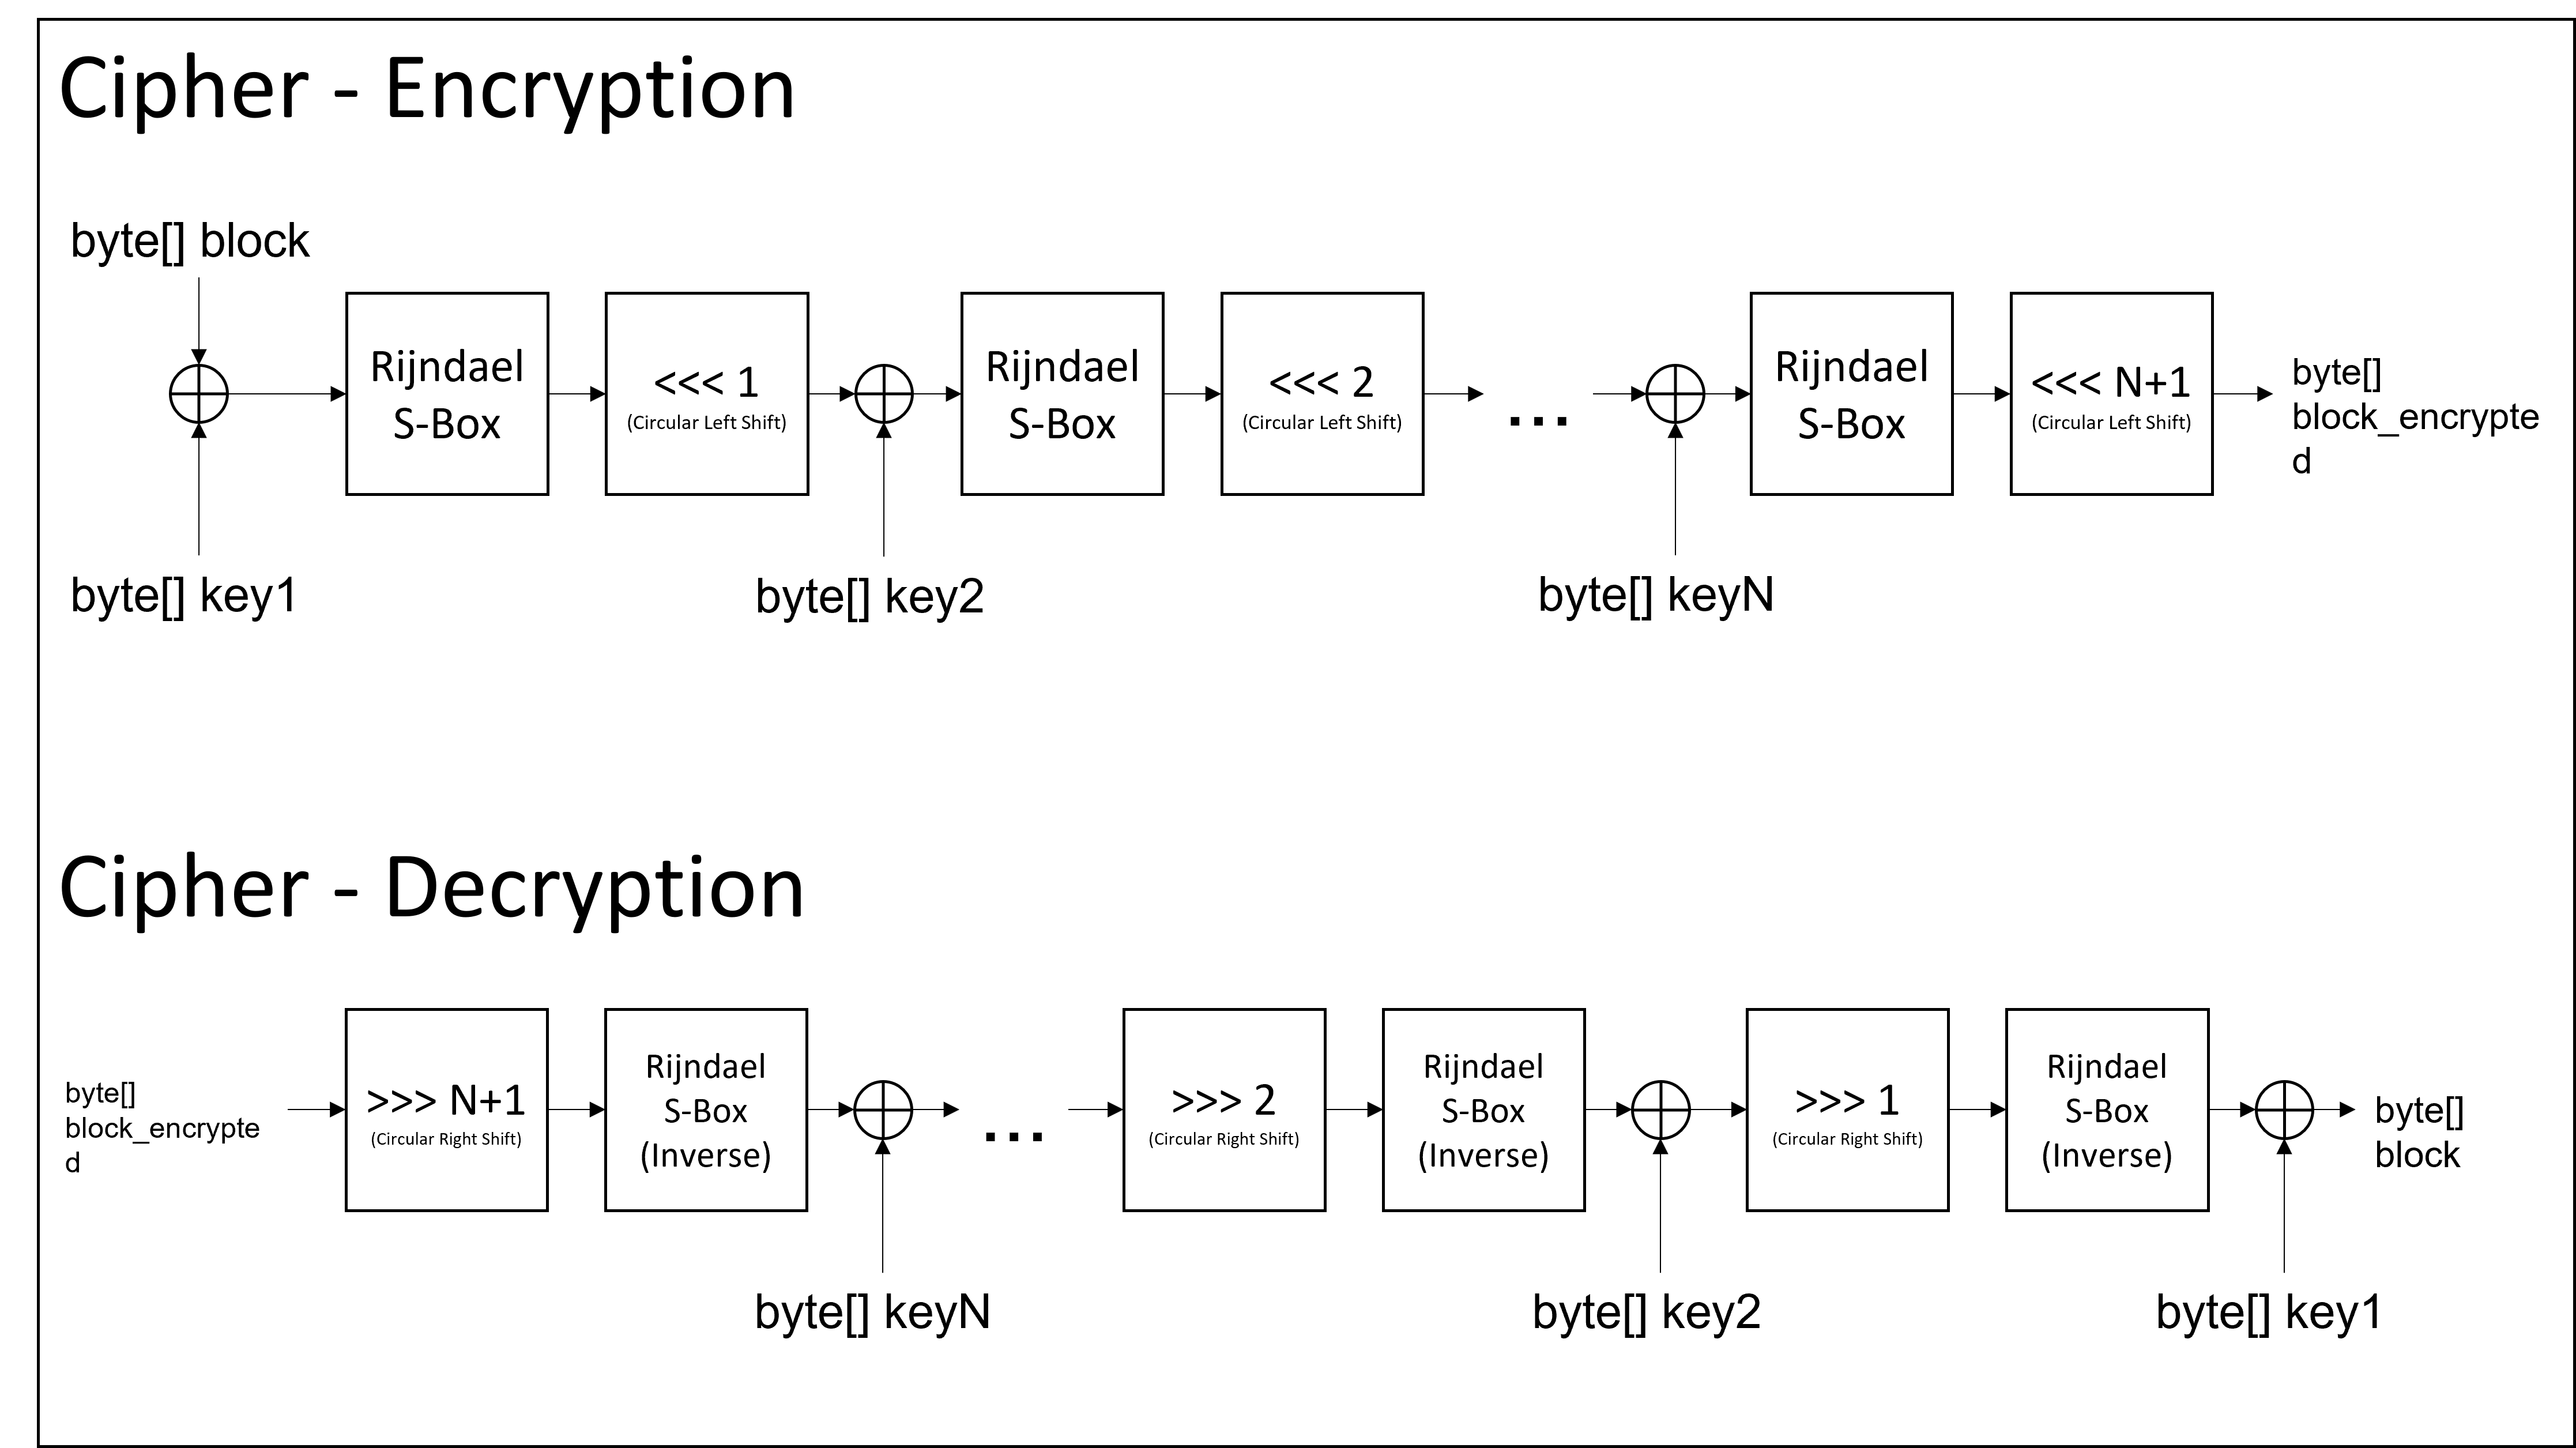 Cipher - Encryption
byte[] block
Rijndael
S-Box
<<< 1
(Circular Left Shift)
Rijndael
S-Box
<<< 2
(Circular Left Shift)
...
Rijndael
S-Box
<<< N+1
(Circular Left Shift)
byte[]
block_encrypte
d
byte[] key1
byte[] key2
byte[] keyN
Cipher - Decryption
byte[]
block_encrypte
d
>>> N+1
(Circular Right Shift)
Rijndael
S-Box
(Inverse)
...
>>> 2
(Circular Right Shift)
Rijndael
S-Box
(Inverse)
>>> 1
(Circular Right Shift)
Rijndael
S-Box
(Inverse)
byte[]
block
byte[] keyN
byte[] key2
byte[] key1